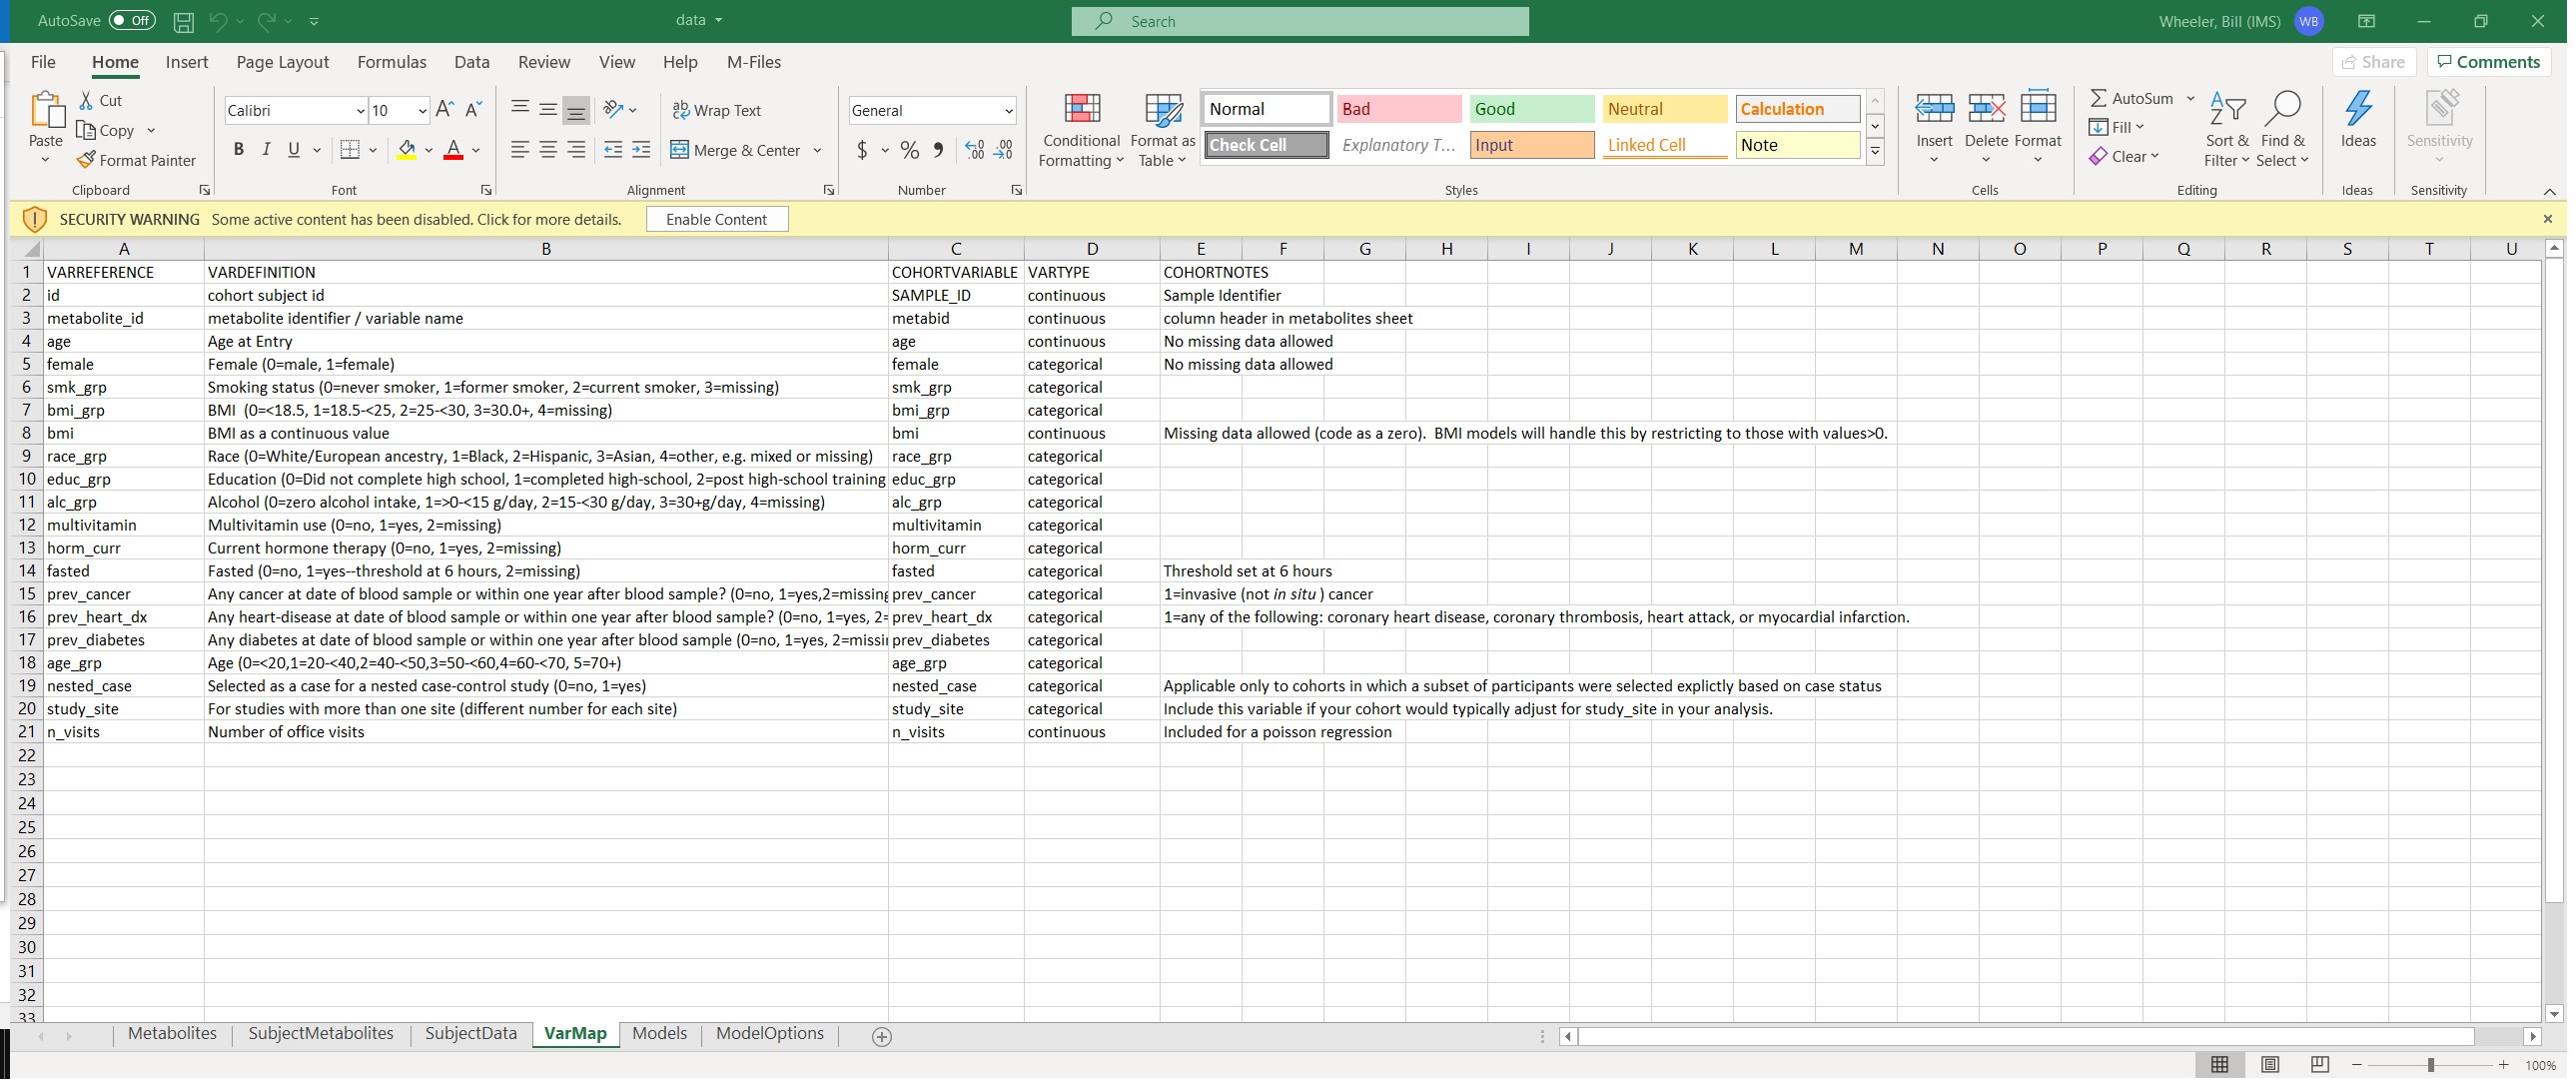 AutoSave Off data Search Wheeler, Bill (IMS) WB
File Home Insert Page Layout Formulas Data Review View Help M-Files Share Comments
Paste
Cut
Copy
Format Painter
Clipboard
Calibri 10
B I U
Font
Wrap Text
Merge & Center
Alignment
General
$ %
Number
Conditional Formatting
Format as Table
Normal Bad Good Neutral Calculation
Check Cell Explanatory T... Input Linked Cell Note
Styles
Insert Delete Format
Cells
AutoSum
Fill
Clear
Sort & Filter
Find & Select
Editing
Ideas
Ideas
Sensitivity
Sensitivity
SECURITY WARNING Some active content has been disabled. Click for more details. Enable Content
A B C D E F G H I J K L M N O P Q R S T U
1 VARREFERENCE VARDEFINITION COHORTVARIABLE VARTYPE COHORTNOTES
2 id cohort subject id SAMPLE_ID continuous Sample Identifier
3 metabolite_id metabolite identifier / variable name metabid continuous column header in metabolites sheet
4 age Age at Entry age continuous No missing data allowed
5 female Female (0=male, 1=female) female categorical No missing data allowed
6 smk_grp Smoking status (0=never smoker, 1=former smoker, 2=current smoker, 3=missing) smk_grp categorical
7 bmi_grp BMI (0=<18.5, 1=18.5-<25, 2=25-<30, 3=30.0+, 4=missing) bmi_grp categorical
8 bmi BMI as a continuous value bmi continuous Missing data allowed (code as a zero). BMI models will handle this by restricting to those with values>0.
9 race_grp Race (0=White/European ancestry, 1=Black, 2=Hispanic, 3=Asian, 4=other, e.g. mixed or missing) race_grp categorical
10 educ_grp Education (0=Did not complete high school, 1=completed high-school, 2=post high-school training educ_grp categorical
11 alc_grp Alcohol (0=zero alcohol intake, 1=>0-<15 g/day, 2=15-<30 g/day, 3=30+g/day, 4=missing) alc_grp categorical
12 multivitamin Multivitamin use (0=no, 1=yes, 2=missing) multivitamin categorical
13 horm_curr Current hormone therapy (0=no, 1=yes, 2=missing) horm_curr categorical
14 fasted Fasted (0=no, 1=yes--threshold at 6 hours, 2=missing) fasted categorical Threshold set at 6 hours
15 prev_cancer Any cancer at date of blood sample or within one year after blood sample? (0=no, 1=yes,2=missing prev_cancer categorical 1=invasive (not in situ ) cancer
16 prev_heart_dx Any heart-disease at date of blood sample or within one year after blood sample? (0=no, 1=yes, 2= prev_heart_dx categorical 1=any of the following: coronary heart disease, coronary thrombosis, heart attack, or myocardial infarction.
17 prev_diabetes Any diabetes at date of blood sample or within one year after blood sample (0=no, 1=yes, 2=missi prev_diabetes categorical
18 age_grp Age (0=<20,1=20-<40,2=40-<50,3=50-<60,4=60-<70, 5=70+) age_grp categorical
19 nested_case Selected as a case for a nested case-control study (0=no, 1=yes) nested_case categorical Applicable only to cohorts in which a subset of participants were selected explictly based on case status
20 study_site For studies with more than one site (different number for each site) study_site categorical Include this variable if your cohort would typically adjust for study_site in your analysis.
21 n_visits Number of office visits n_visits continuous Included for a poisson regression
22
23
24
25
26
27
28
29
30
31
32
33
Metabolites SubjectMetabolites SubjectData VarMap Models ModelOptions
100%